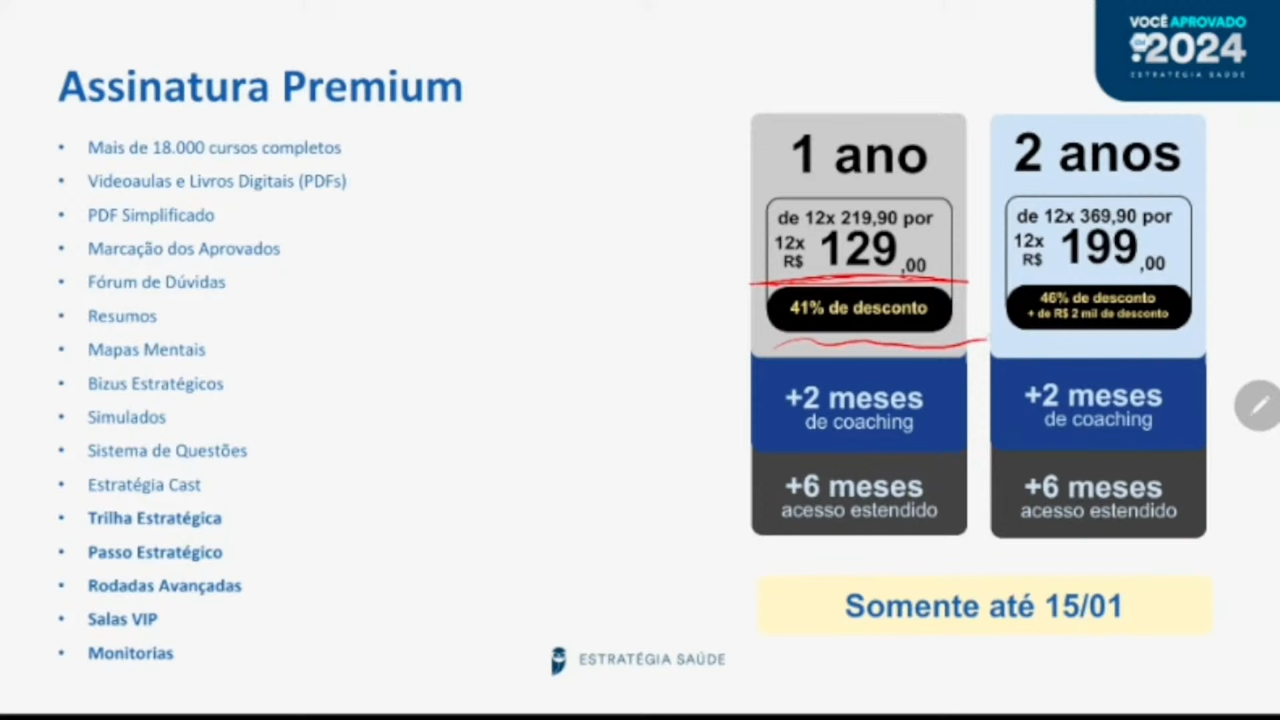 VOCÊ APROVADO
EM 2024
ESTRATÉGIA SAÚDE
Assinatura Premium
• Mais de 18.000 cursos completos
• Videoaulas e Livros Digitais (PDFs)
• PDF Simplificado
• Marcação dos Aprovados
• Fórum de Dúvidas
• Resumos
• Mapas Mentais
• Bizus Estratégicos
• Simulados
• Sistema de Questões
• Estratégia Cast
• Trilha Estratégica
• Passo Estratégico
• Rodadas Avançadas
• Salas VIP
• Monitorias
1 ano
de 12x 219,90 por
12x R$ 129,00
41% de desconto
+2 meses
de coaching
+6 meses
acesso estendido
2 anos
de 12x 369,90 por
12x R$ 199,00
46% de desconto
+ de R$ 2 mil de desconto
+2 meses
de coaching
+6 meses
acesso estendido
Somente até 15/01
ESTRATÉGIA SAÚDE